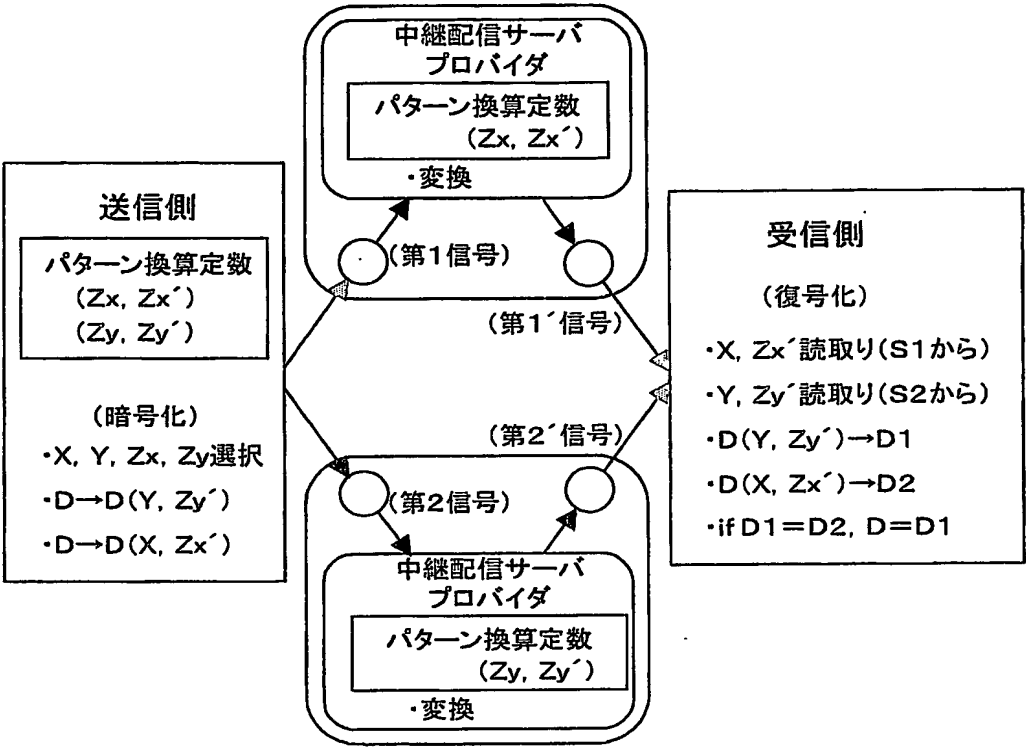 送信側
パターン換算定数
(Zx, Zx´)
(Zy, Zy´)
(暗号化)
・X, Y, Zx, Zy選択
・D→D(Y, Zy´)
・D→D(X, Zx´)
中継配信サーバ
プロバイダ
パターン換算定数
(Zx, Zx´)
・変換
(第1信号)
(第1´信号)
(第2´信号)
(第2信号)
中継配信サーバ
プロバイダ
パターン換算定数
(Zy, Zy´)
・変換
受信側
(復号化)
・X, Zx´読取り(S1から)
・Y, Zy´読取り(S2から)
・D(Y, Zy´)→D1
・D(X, Zx´)→D2
・if D1=D2, D=D1